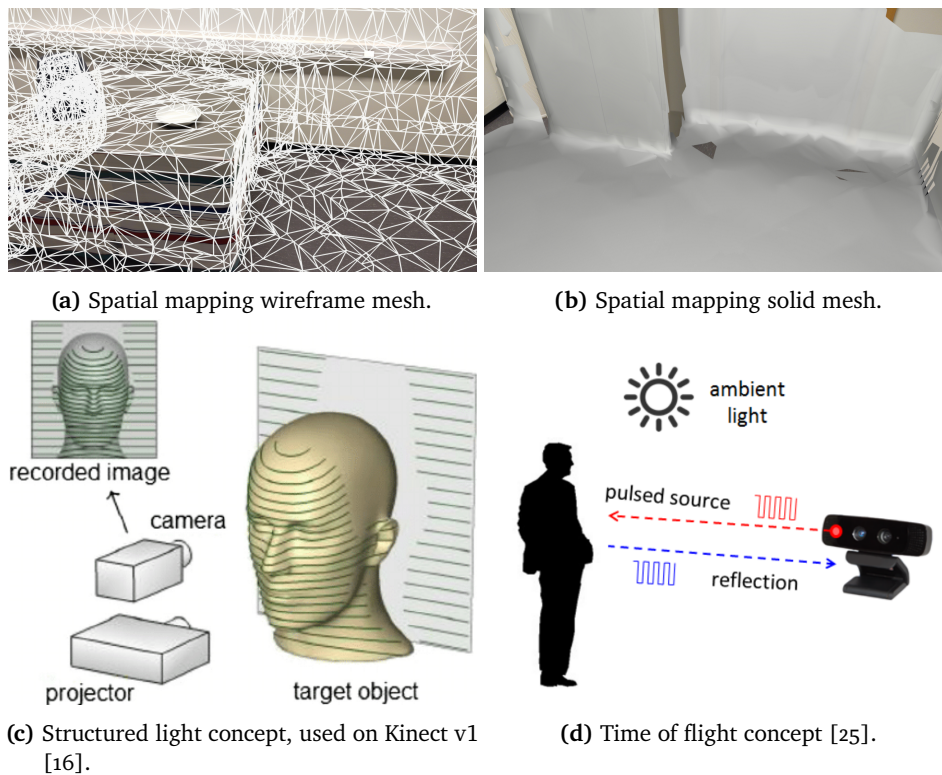 (a) Spatial mapping wireframe mesh.
(b) Spatial mapping solid mesh.
recorded image
camera
projector
target object
ambient
light
pulsed source
reflection
(c) Structured light concept, used on Kinect v1
[16].
(d) Time of flight concept [25].